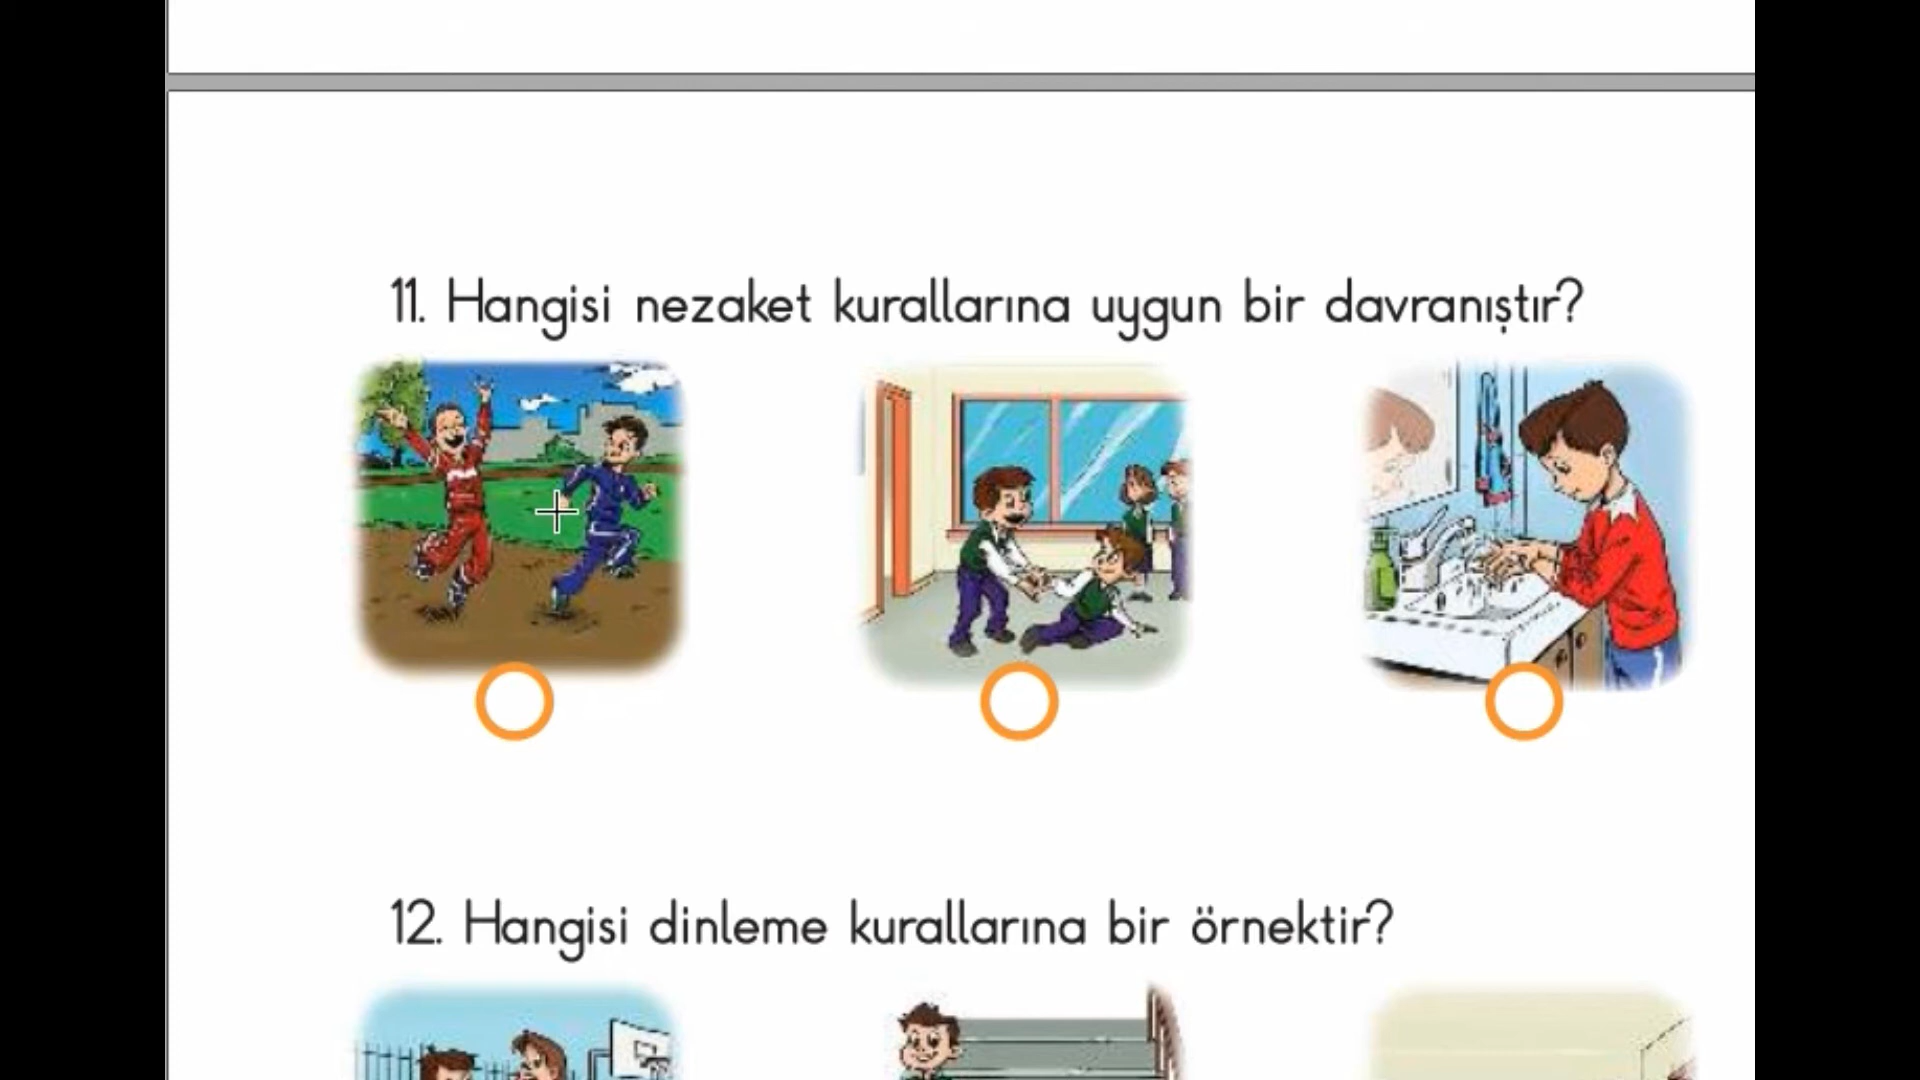 11. Hangisi nezaket kurallarına uygun bir davranıştır?
12. Hangisi dinleme kurallarına bir örnektir?